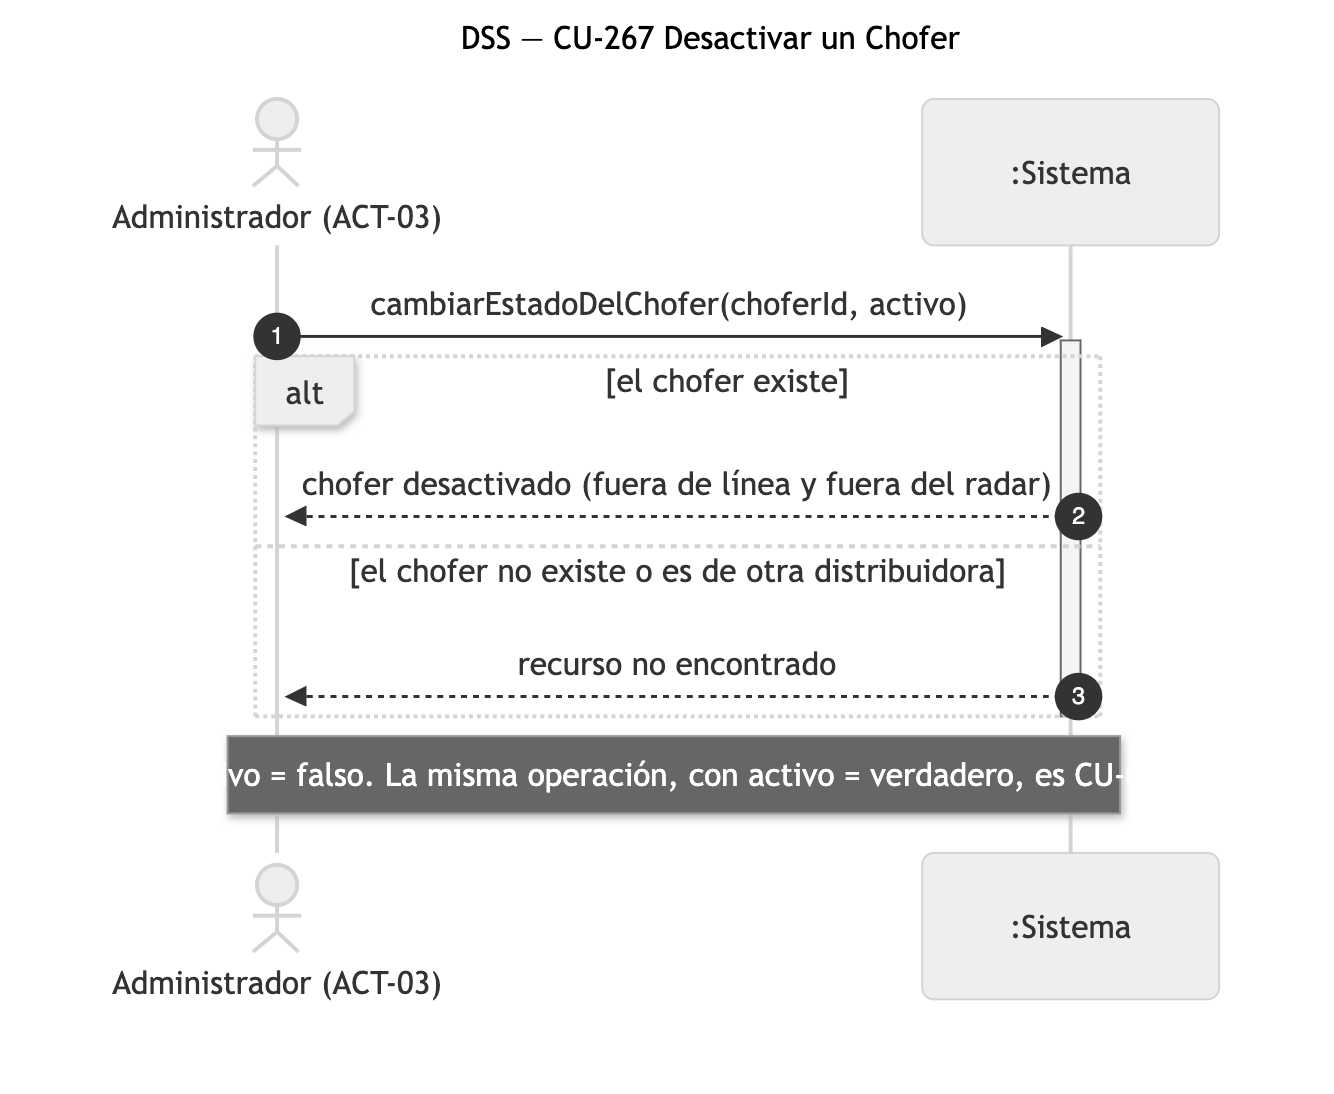 DSS — CU-267 Desactivar un Chofer
Administrador (ACT-03)
:Sistema
cambiarEstadoDelChofer(choferId, activo)
1
alt
[el chofer existe]
chofer desactivado (fuera de línea y fuera del radar)
2
[el chofer no existe o es de otra distribuidora]
recurso no encontrado
3
vo = falso. La misma operación, con activo = verdadero, es CU-
Administrador (ACT-03)
:Sistema